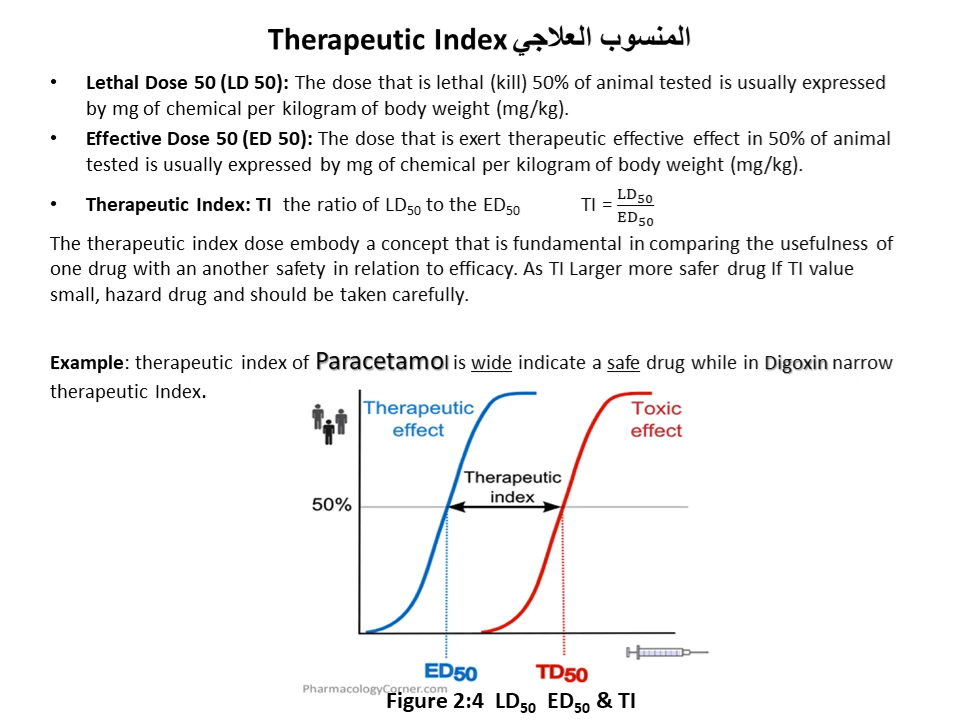 Therapeutic Index المنسوب العلاجي
• Lethal Dose 50 (LD 50): The dose that is lethal (kill) 50% of animal tested is usually expressed
by mg of chemical per kilogram of body weight (mg/kg).
• Effective Dose 50 (ED 50): The dose that is exert therapeutic effective effect in 50% of animal
tested is usually expressed by mg of chemical per kilogram of body weight (mg/kg).
• Therapeutic Index: TI the ratio of LD₅₀ to the ED₅₀ TI = LD₅₀/ED₅₀
The therapeutic index dose embody a concept that is fundamental in comparing the usefulness of
one drug with an another safety in relation to efficacy. As TI Larger more safer drug If TI value
small, hazard drug and should be taken carefully.
Example: therapeutic index of Paracetamol is wide indicate a safe drug while in Digoxin narrow
therapeutic Index.
Therapeutic
effect
Toxic
effect
Therapeutic
index
50%
ED50 TD50
PharmacologyCorner.com
Figure 2:4 LD₅₀ ED₅₀ & TI